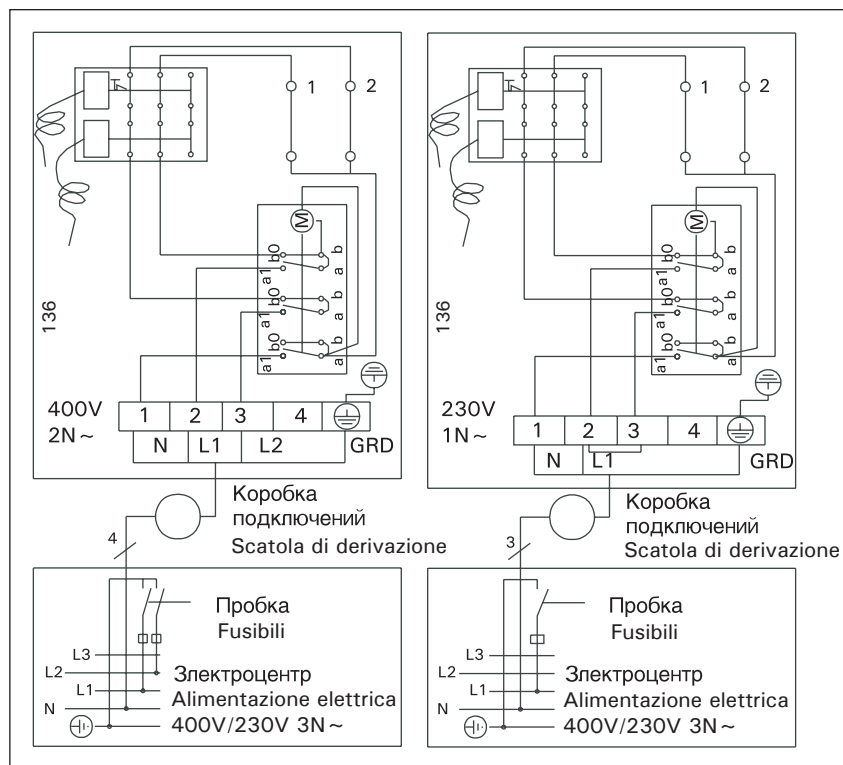 1
2
M
b0
b
a1
a
b0
b
a1
a
b0
b
a1
a
136
400V
2N~
1 2 3 4
N L1 L2 GRD
Коробка
подключений
Scatola di derivazione
4
Пробка
Fusibili
L3
L2
L1
N
Злектроцентр
Alimentazione elettrica
400V/230V 3N~
1
2
M
b0
b
a1
a
b0
b
a1
a
b0
b
a1
a
136
230V
1N~
1 2 3 4
N L1 GRD
Коробка
подключений
Scatola di derivazione
3
Пробка
Fusibili
L3
L2
L1
N
Злектроцентр
Alimentazione elettrica
400V/230V 3N~